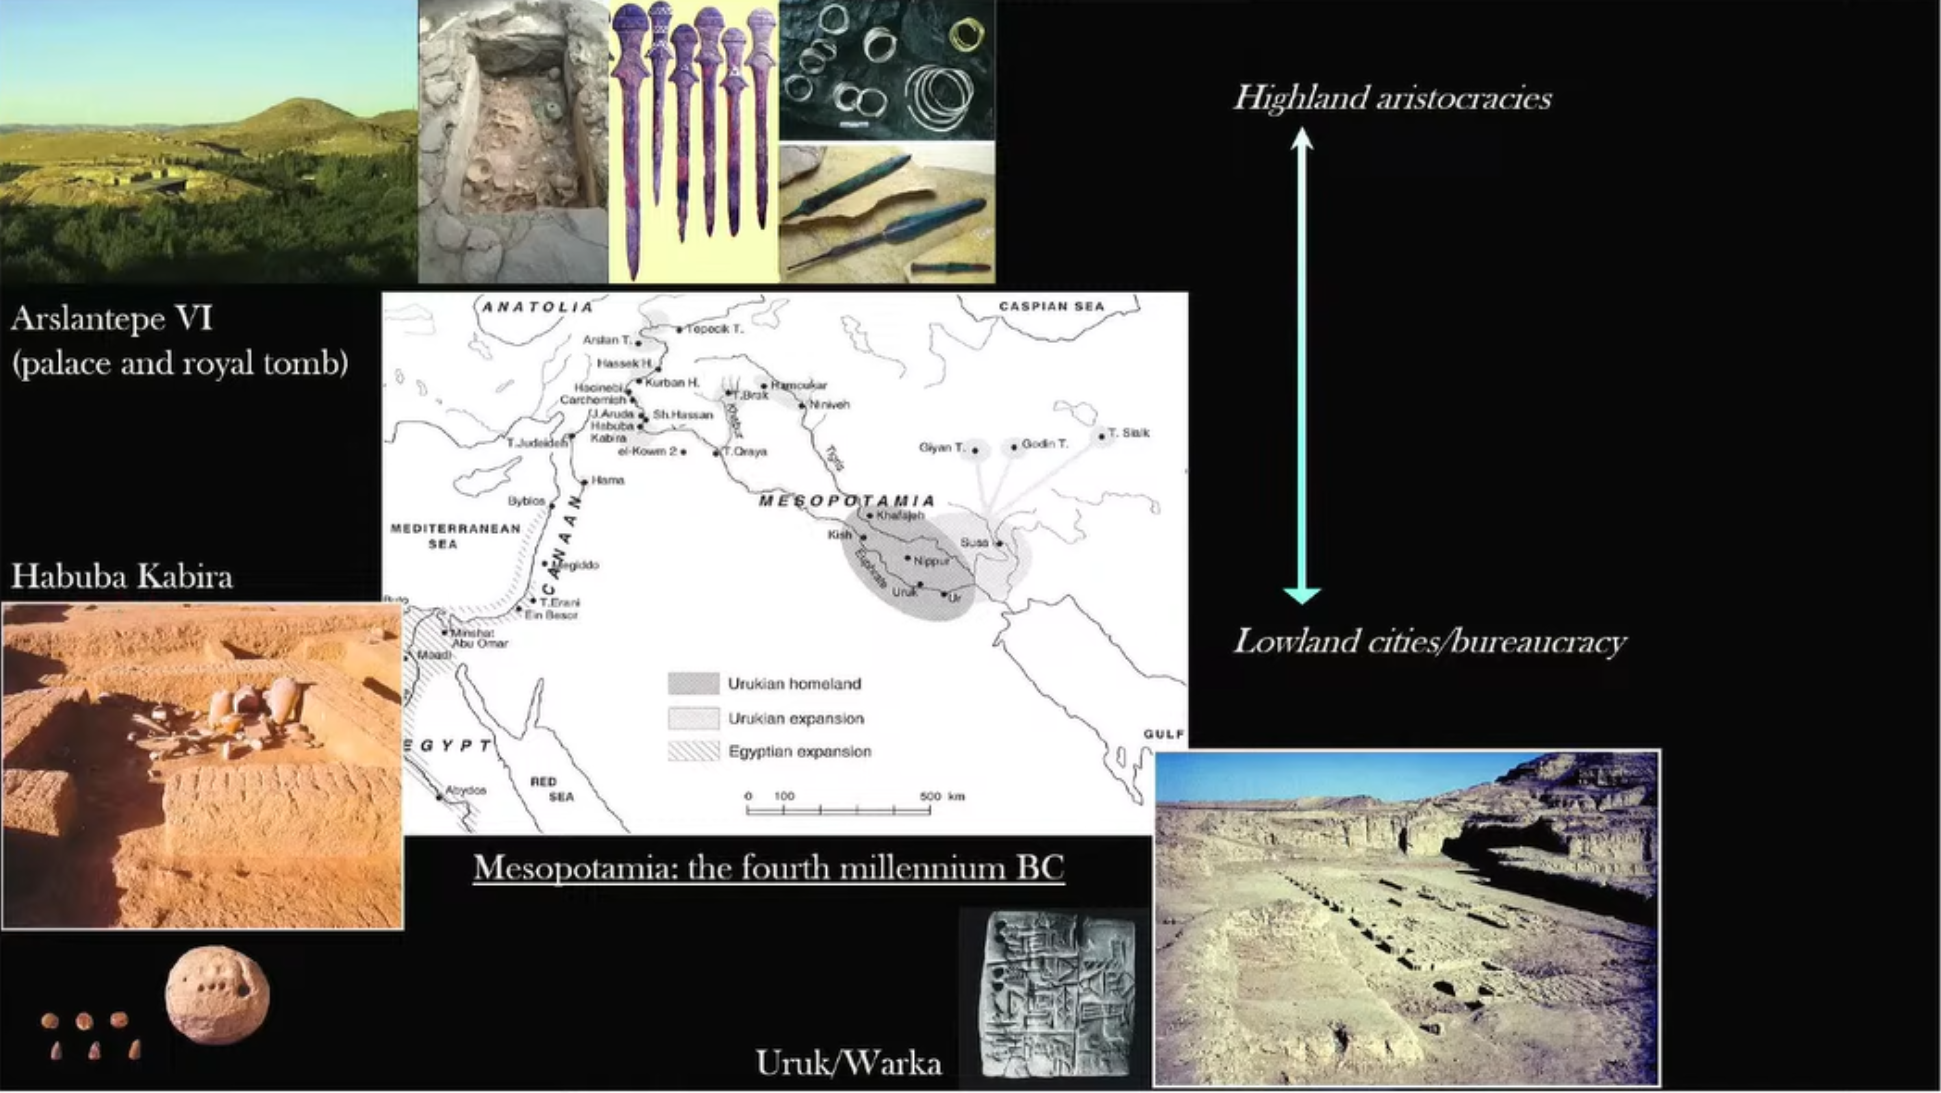 Highland aristocracies
Arslantepe VI
(palace and royal tomb)
ANATOLIA
CASPIAN SEA
Tepecik T.
Arslan T.
Hassek H.
Kurban H.
Hacinebi
Carchemish
J.Aruda
Sh.Hassan
Habuba
Kabira
T.Brak
Hamoukar
Niniveh
Khabur
T.Judeideh
el-Kowm 2
T.Qraya
Tigris
Giyan T.
Godin T.
T. Sialk
Hama
Byblos
MESOPOTAMIA
Khafajeh
MEDITERRANEAN
SEA
CANAAN
Kish
Susa
Nippur
Euphrate
Uruk
Ur
Megiddo
T.Erani
Ein Besor
Minshat
Abu Omar
Maadi
Urukian homeland
Urukian expansion
Egyptian expansion
EGYPT
RED
SEA
GULF
Abydos
0 100 500 km
Lowland cities/bureaucracy
Habuba Kabira
Mesopotamia: the fourth millennium BC
Uruk/Warka